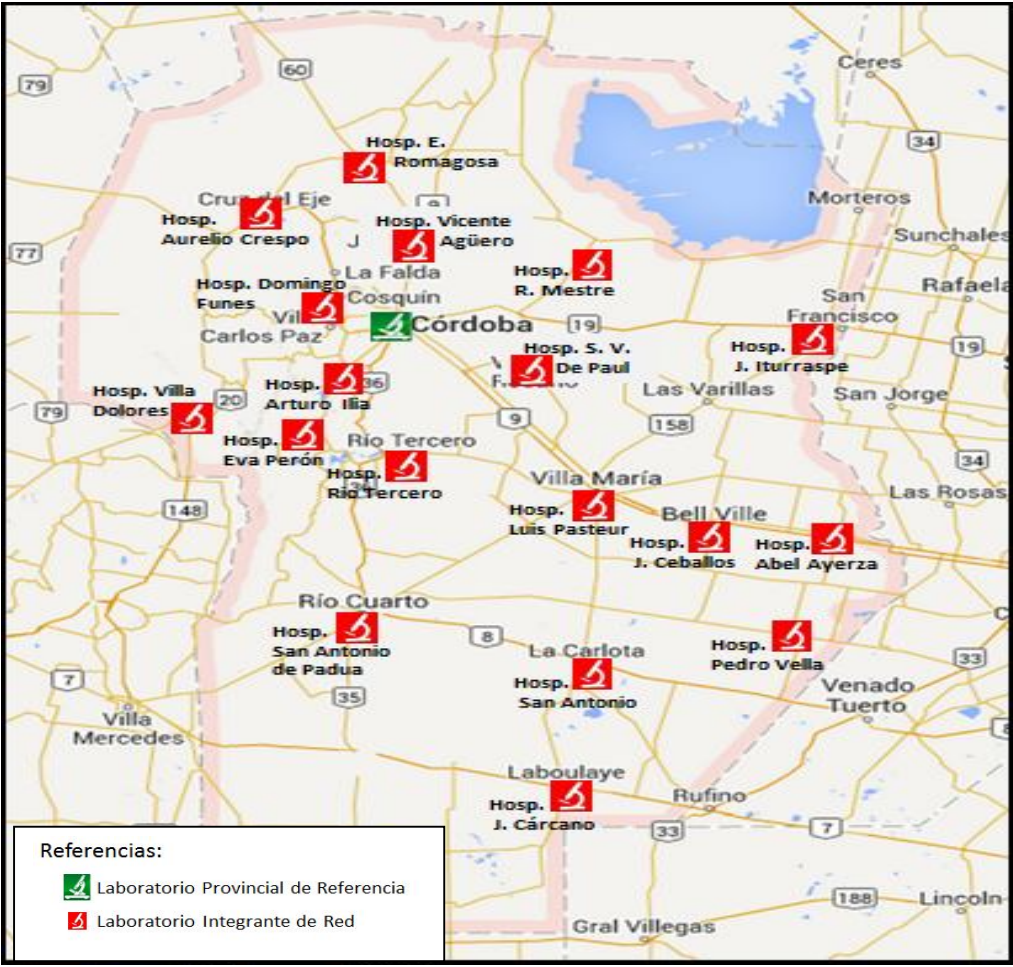 Ceres
60
79
34
Hosp. E.
Romagosa
Cruz del Eje
Hosp.
Aurelio Crespo
9
Hosp. Vicente
Agüero
J
Morteros
Sunchales
77
La Falda
Hosp.
R. Mestre
Hosp. Domingo
Funes
Cosquín
Rafaela
San
Francisco
Vil
Carlos Paz
Córdoba
19
Hosp.
J. Iturraspe
19
Hosp. S. V.
De Paul
Hosp.
Arturo Ilia
36
Las Varillas
San Jorge
Hosp. Villa
Dolores
20
79
9
158
Hosp.
Eva Perón
Río Tercero
Hosp.
Río Tercero
36
34
Las Rosas
Villa María
Hosp.
Luis Pasteur
148
Bell Ville
Hosp.
J. Ceballos
Hosp.
Abel Ayerza
Río Cuarto
Hosp.
San Antonio
de Padua
8
La Carlota
Hosp.
San Antonio
Hosp.
Pedro Vella
33
7
35
Venado
Tuerto
Villa
Mercedes
8
Laboulaye
Hosp.
J. Cárcano
Rufino
33
7
Referencias:
Laboratorio Provincial de Referencia
Laboratorio Integrante de Red
188
Lincoln
Gral Villegas